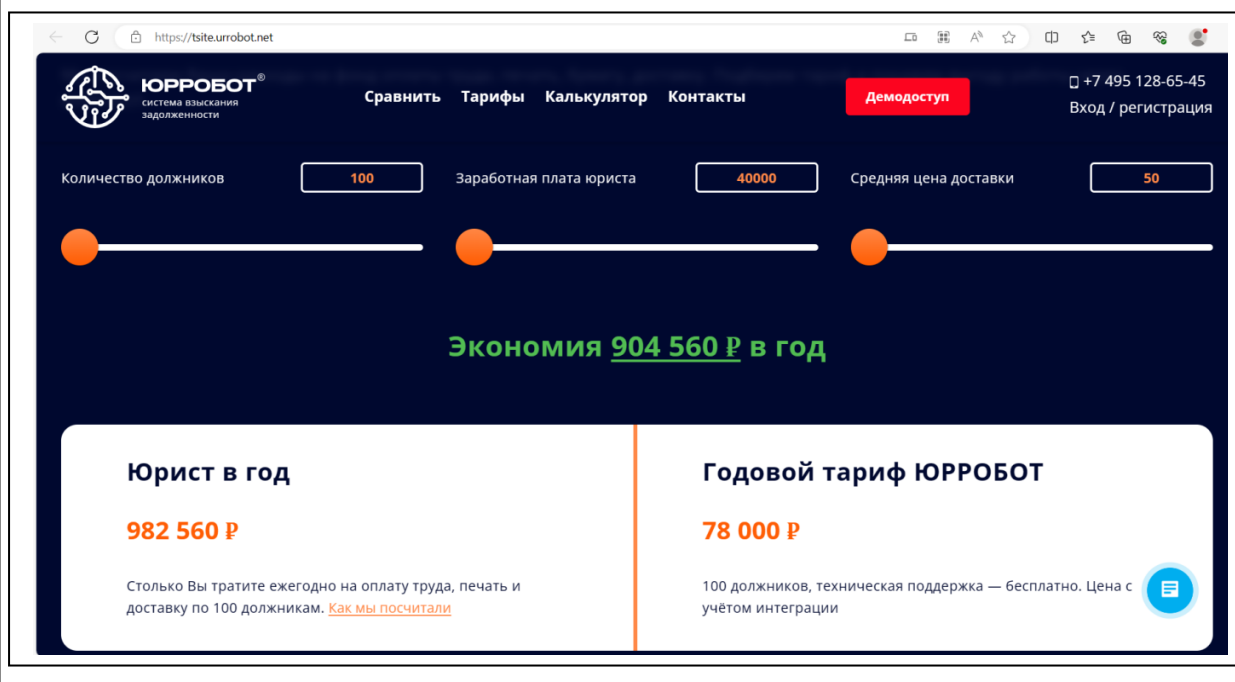 https://tsite.urrobot.net
ЮРРОБОТ®
система взыскания
задолженности
Сравнить Тарифы Калькулятор Контакты
Демодоступ
+7 495 128-65-45
Вход / регистрация
Количество должников 100
Заработная плата юриста 40000
Средняя цена доставки 50
Экономия 904 560 ₽ в год
Юрист в год
982 560 ₽
Столько Вы тратите ежегодно на оплату труда, печать и
доставку по 100 должникам. Как мы посчитали
Годовой тариф ЮРРОБОТ
78 000 ₽
100 должников, техническая поддержка — бесплатно. Цена с
учётом интеграции